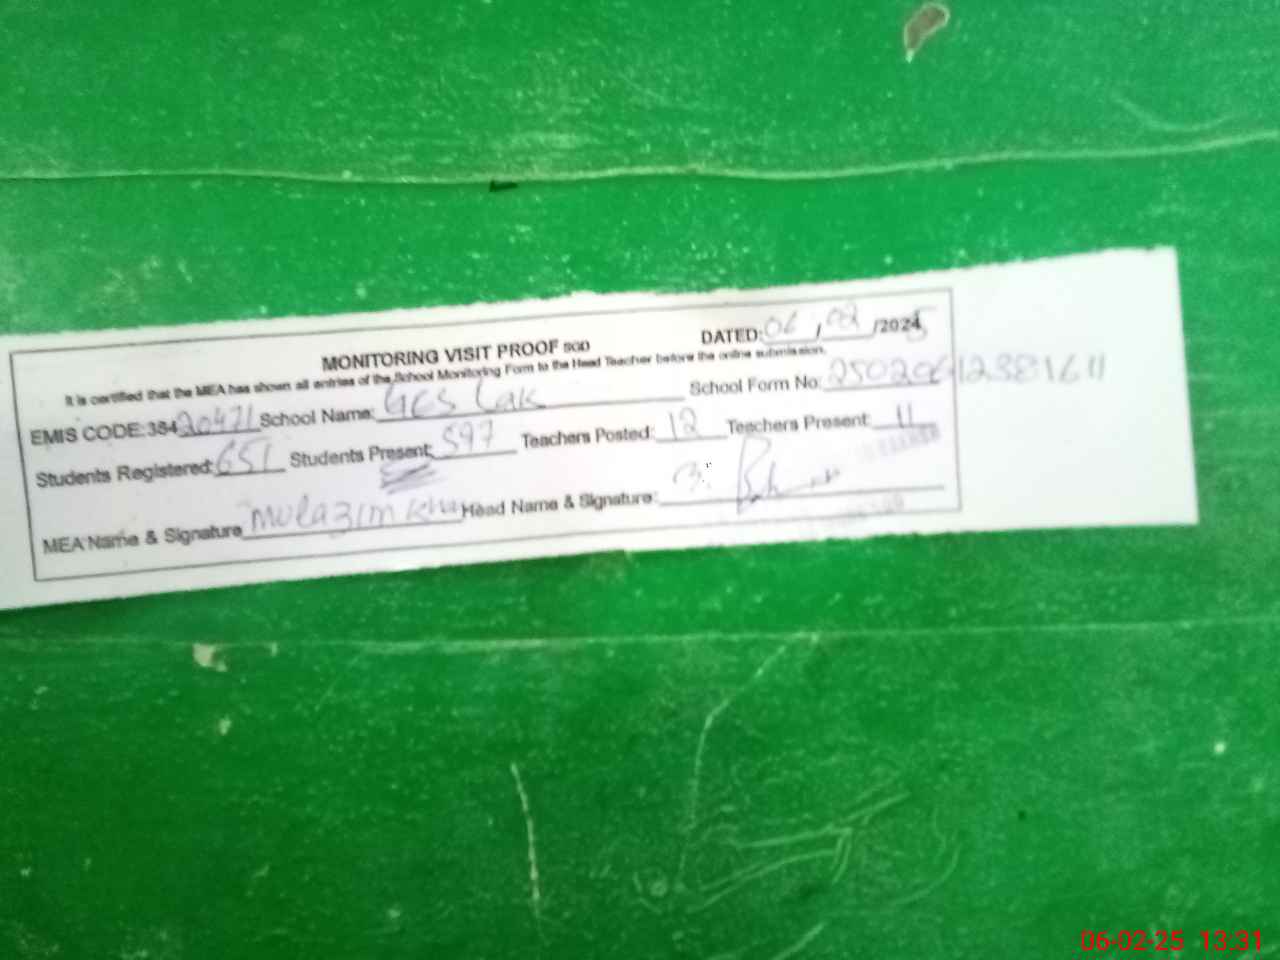 MONITORING VISIT PROOF SGD DATED: 06 / 02 /2025
It is certified that the MEA has shown all entries of the School Monitoring Form to the Head Teacher before the online submission.
EMIS CODE: 38420471 School Name: GES Lak School Form No: 25020612381611
Students Registered: 651 Students Present: 597 Teachers Posted: 12 Teachers Present: 11
MEA Name & Signature Mulazim Head Name & Signature:
06-02-25 13:31